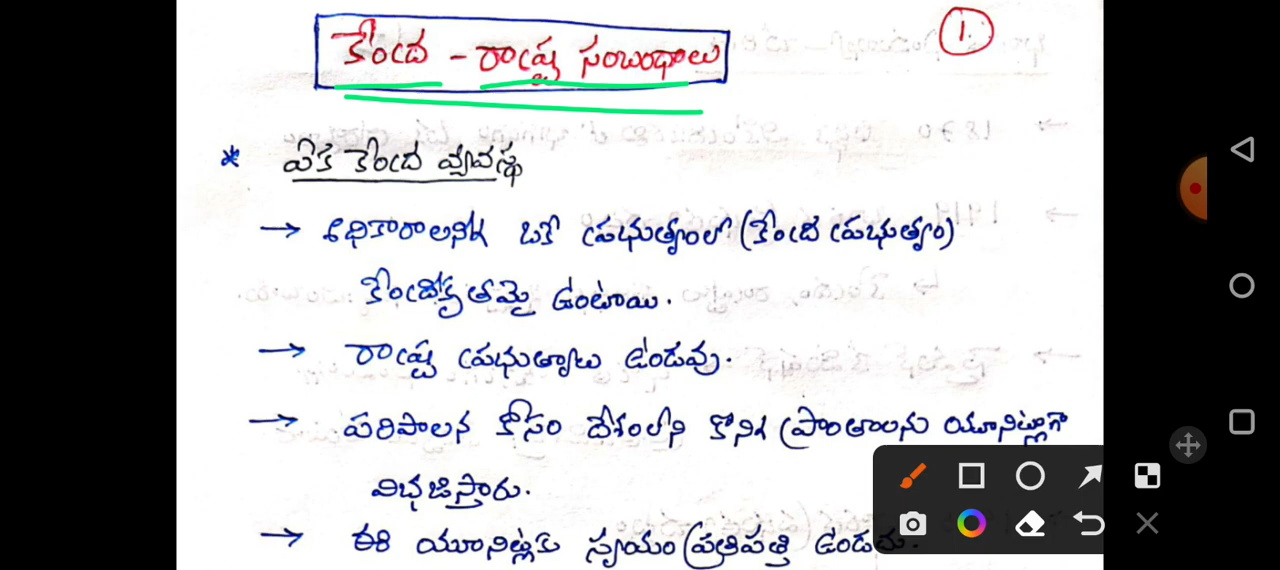 1.
కేంద్ర - రాష్ట్ర సంబంధాలు
* ఏక కేంద్ర వ్యవస్థ
→ అధికారాలన్నీ ఒకే ప్రభుత్వంలో (కేంద్ర ప్రభుత్వం)
కేంద్రీకృతమై ఉంటాయి.
→ రాష్ట్ర ప్రభుత్వాలు ఉండవు.
→ పరిపాలన కోసం దేశంలోని కొన్ని ప్రాంతాలను యూనిట్లుగా
విభజిస్తారు.
→ ఈ యూనిట్లకు స్వయం ప్రతిపత్తి ఉండదు.